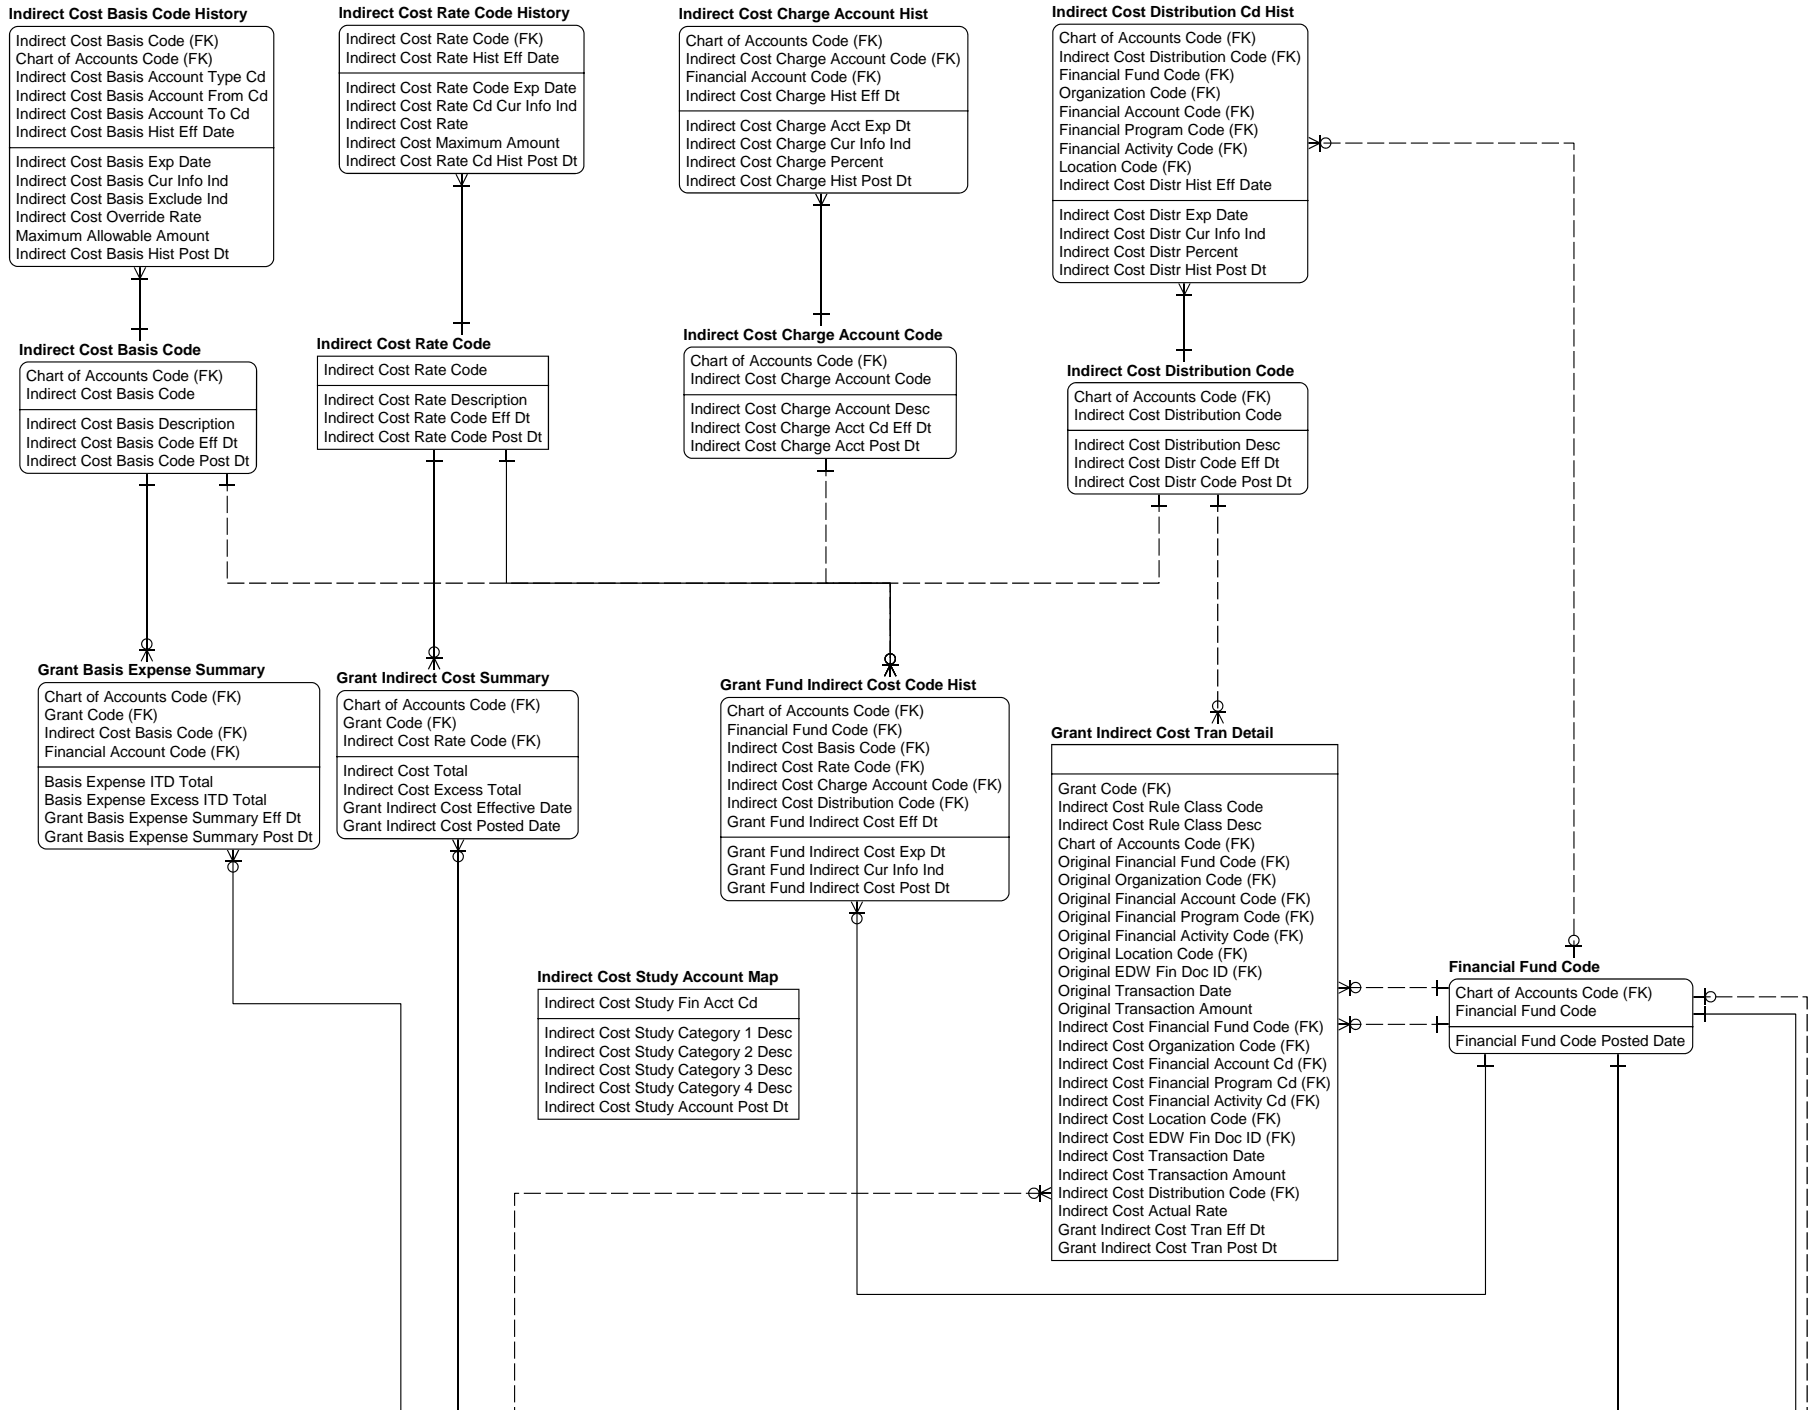 Indirect Cost Basis Code History
Indirect Cost Basis Code (FK)
Chart of Accounts Code (FK)
Indirect Cost Basis Account Type Cd
Indirect Cost Basis Account From Cd
Indirect Cost Basis Account To Cd
Indirect Cost Basis Hist Eff Date
Indirect Cost Basis Exp Date
Indirect Cost Basis Cur Info Ind
Indirect Cost Basis Exclude Ind
Indirect Cost Override Rate
Maximum Allowable Amount
Indirect Cost Basis Hist Post Dt
Indirect Cost Rate Code History
Indirect Cost Rate Code (FK)
Indirect Cost Rate Hist Eff Date
Indirect Cost Rate Code Exp Date
Indirect Cost Rate Cd Cur Info Ind
Indirect Cost Rate
Indirect Cost Maximum Amount
Indirect Cost Rate Cd Hist Post Dt
Indirect Cost Charge Account Hist
Chart of Accounts Code (FK)
Indirect Cost Charge Account Code (FK)
Financial Account Code (FK)
Indirect Cost Charge Hist Eff Dt
Indirect Cost Charge Acct Exp Dt
Indirect Cost Charge Cur Info Ind
Indirect Cost Charge Percent
Indirect Cost Charge Hist Post Dt
Indirect Cost Distribution Cd Hist
Chart of Accounts Code (FK)
Indirect Cost Distribution Code (FK)
Financial Fund Code (FK)
Organization Code (FK)
Financial Account Code (FK)
Financial Program Code (FK)
Financial Activity Code (FK)
Location Code (FK)
Indirect Cost Distr Hist Eff Date
Indirect Cost Distr Exp Date
Indirect Cost Distr Cur Info Ind
Indirect Cost Distr Percent
Indirect Cost Distr Hist Post Dt
Indirect Cost Basis Code
Chart of Accounts Code (FK)
Indirect Cost Basis Code
Indirect Cost Basis Description
Indirect Cost Basis Code Eff Dt
Indirect Cost Basis Code Post Dt
Indirect Cost Rate Code
Indirect Cost Rate Code
Indirect Cost Rate Description
Indirect Cost Rate Code Eff Dt
Indirect Cost Rate Code Post Dt
Indirect Cost Charge Account Code
Chart of Accounts Code (FK)
Indirect Cost Charge Account Code
Indirect Cost Charge Account Desc
Indirect Cost Charge Acct Cd Eff Dt
Indirect Cost Charge Acct Post Dt
Indirect Cost Distribution Code
Chart of Accounts Code (FK)
Indirect Cost Distribution Code
Indirect Cost Distribution Desc
Indirect Cost Distr Code Eff Dt
Indirect Cost Distr Code Post Dt
Grant Basis Expense Summary
Chart of Accounts Code (FK)
Grant Code (FK)
Indirect Cost Basis Code (FK)
Financial Account Code (FK)
Basis Expense ITD Total
Basis Expense Excess ITD Total
Grant Basis Expense Summary Eff Dt
Grant Basis Expense Summary Post Dt
Grant Indirect Cost Summary
Chart of Accounts Code (FK)
Grant Code (FK)
Indirect Cost Rate Code (FK)
Indirect Cost Total
Indirect Cost Excess Total
Grant Indirect Cost Effective Date
Grant Indirect Cost Posted Date
Grant Fund Indirect Cost Code Hist
Chart of Accounts Code (FK)
Financial Fund Code (FK)
Indirect Cost Basis Code (FK)
Indirect Cost Rate Code (FK)
Indirect Cost Charge Account Code (FK)
Indirect Cost Distribution Code (FK)
Grant Fund Indirect Cost Eff Dt
Grant Fund Indirect Cost Exp Dt
Grant Fund Indirect Cur Info Ind
Grant Fund Indirect Cost Post Dt
Grant Indirect Cost Tran Detail
Grant Code (FK)
Indirect Cost Rule Class Code
Indirect Cost Rule Class Desc
Chart of Accounts Code (FK)
Original Financial Fund Code (FK)
Original Organization Code (FK)
Original Financial Account Code (FK)
Original Financial Program Code (FK)
Original Financial Activity Code (FK)
Original Location Code (FK)
Original EDW Fin Doc ID (FK)
Original Transaction Date
Original Transaction Amount
Indirect Cost Financial Fund Code (FK)
Indirect Cost Organization Code (FK)
Indirect Cost Financial Account Cd (FK)
Indirect Cost Financial Program Cd (FK)
Indirect Cost Financial Activity Cd (FK)
Indirect Cost Location Code (FK)
Indirect Cost EDW Fin Doc ID (FK)
Indirect Cost Transaction Date
Indirect Cost Transaction Amount
Indirect Cost Distribution Code (FK)
Indirect Cost Actual Rate
Grant Indirect Cost Tran Eff Dt
Grant Indirect Cost Tran Post Dt
Indirect Cost Study Account Map
Indirect Cost Study Fin Acct Cd
Indirect Cost Study Category 1 Desc
Indirect Cost Study Category 2 Desc
Indirect Cost Study Category 3 Desc
Indirect Cost Study Category 4 Desc
Indirect Cost Study Account Post Dt
Financial Fund Code
Chart of Accounts Code (FK)
Financial Fund Code
Financial Fund Code Posted Date